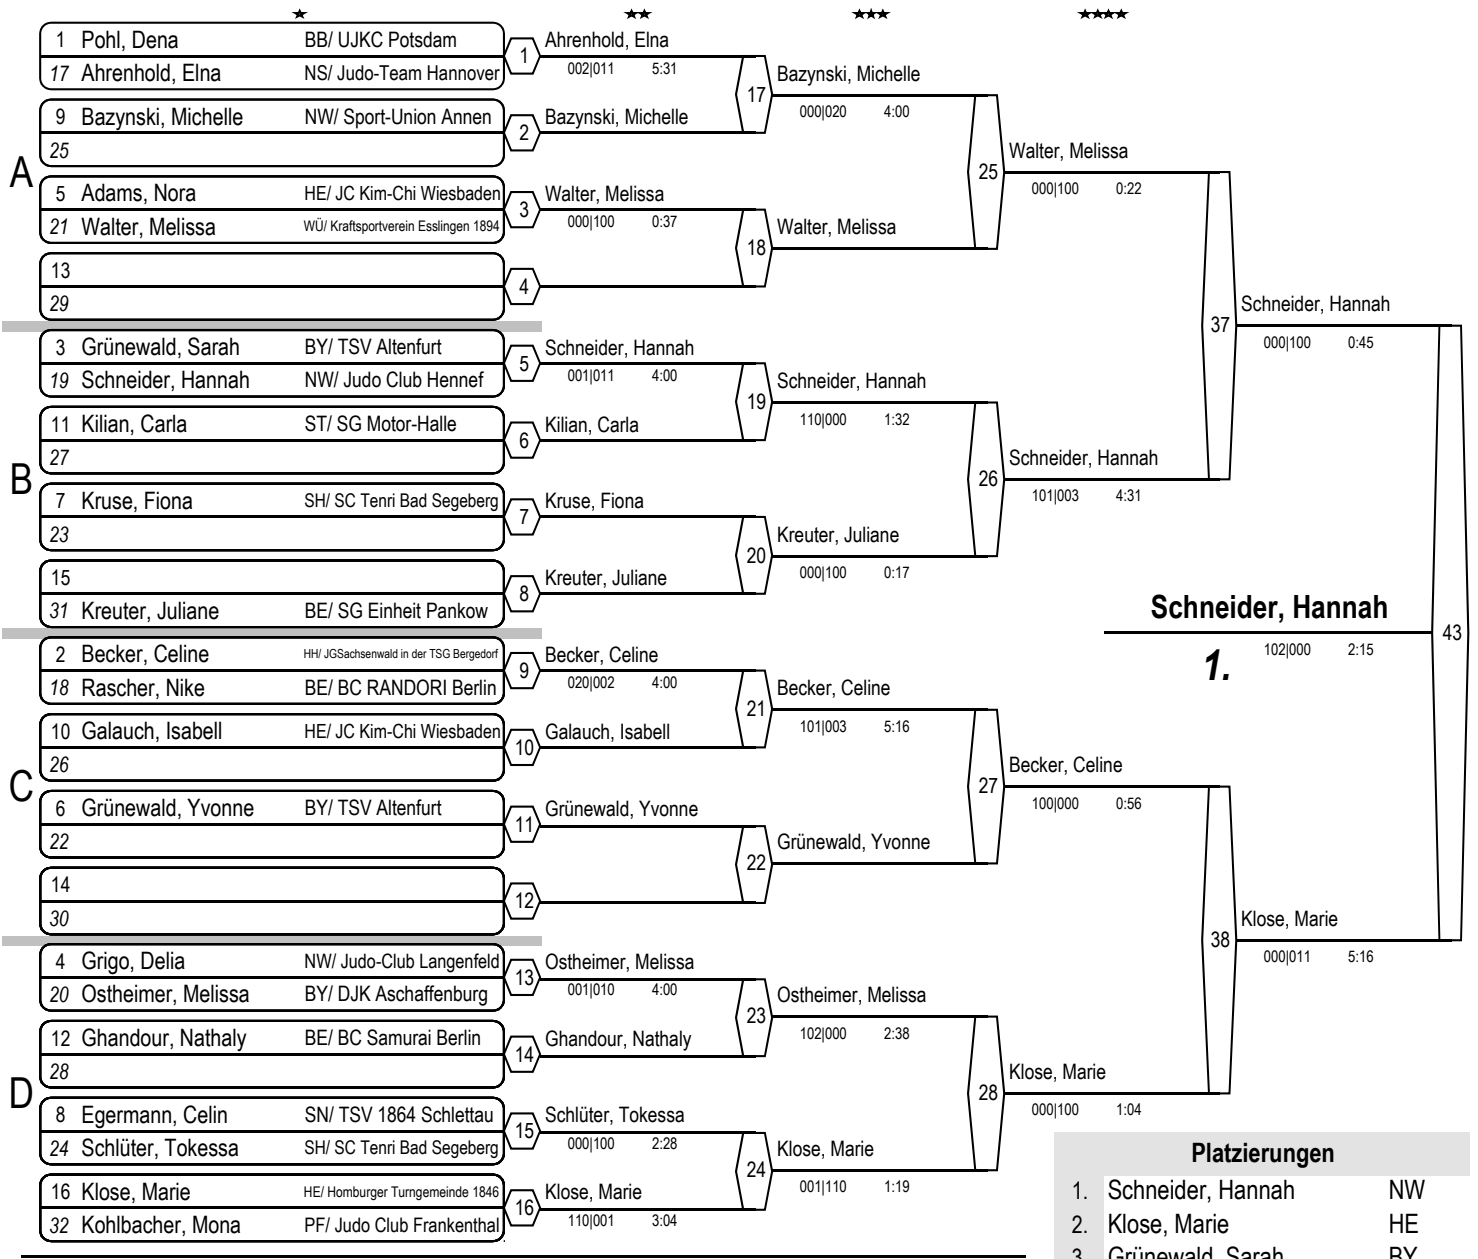 ★ ★★ ★★★ ★★★★
1 Pohl, Dena BB/ UJKC Potsdam
17 Ahrenhold, Elna NS/ Judo-Team Hannover
1 Ahrenhold, Elna
002|011 5:31
9 Bazynski, Michelle NW/ Sport-Union Annen
25
2 Bazynski, Michelle
17 Bazynski, Michelle
000|020 4:00
A
5 Adams, Nora HE/ JC Kim-Chi Wiesbaden
21 Walter, Melissa WÜ/ Kraftsportverein Esslingen 1894
3 Walter, Melissa
000|100 0:37
13
29
4
18 Walter, Melissa
25 Walter, Melissa
000|100 0:22
3 Grünewald, Sarah BY/ TSV Altenfurt
19 Schneider, Hannah NW/ Judo Club Hennef
5 Schneider, Hannah
001|011 4:00
11 Kilian, Carla ST/ SG Motor-Halle
27
6 Kilian, Carla
19 Schneider, Hannah
110|000 1:32
B
7 Kruse, Fiona SH/ SC Tenri Bad Segeberg
23
7 Kruse, Fiona
15
31 Kreuter, Juliane BE/ SG Einheit Pankow
8 Kreuter, Juliane
20 Kreuter, Juliane
000|100 0:17
26 Schneider, Hannah
101|003 4:31
37 Schneider, Hannah
000|100 0:45
2 Becker, Celine HH/ JGSachsenwald in der TSG Bergedorf
18 Rascher, Nike BE/ BC RANDORI Berlin
9 Becker, Celine
020|002 4:00
10 Galauch, Isabell HE/ JC Kim-Chi Wiesbaden
26
10 Galauch, Isabell
21 Becker, Celine
101|003 5:16
C
6 Grünewald, Yvonne BY/ TSV Altenfurt
22
11 Grünewald, Yvonne
14
30
12
22 Grünewald, Yvonne
27 Becker, Celine
100|000 0:56
4 Grigo, Delia NW/ Judo-Club Langenfeld
20 Ostheimer, Melissa BY/ DJK Aschaffenburg
13 Ostheimer, Melissa
001|010 4:00
12 Ghandour, Nathaly BE/ BC Samurai Berlin
28
14 Ghandour, Nathaly
23 Ostheimer, Melissa
102|000 2:38
D
8 Egermann, Celin SN/ TSV 1864 Schlettau
24 Schlüter, Tokessa SH/ SC Tenri Bad Segeberg
15 Schlüter, Tokessa
000|100 2:28
16 Klose, Marie HE/ Homburger Turngemeinde 1846
32 Kohlbacher, Mona PF/ Judo Club Frankenthal
16 Klose, Marie
110|001 3:04
24 Klose, Marie
001|110 1:19
28 Klose, Marie
000|100 1:04
38 Klose, Marie
000|011 5:16
Schneider, Hannah
43
1. 102|000 2:15
Platzierungen
1. Schneider, Hannah NW
2. Klose, Marie HE
3. Grünewald, Sarah BY